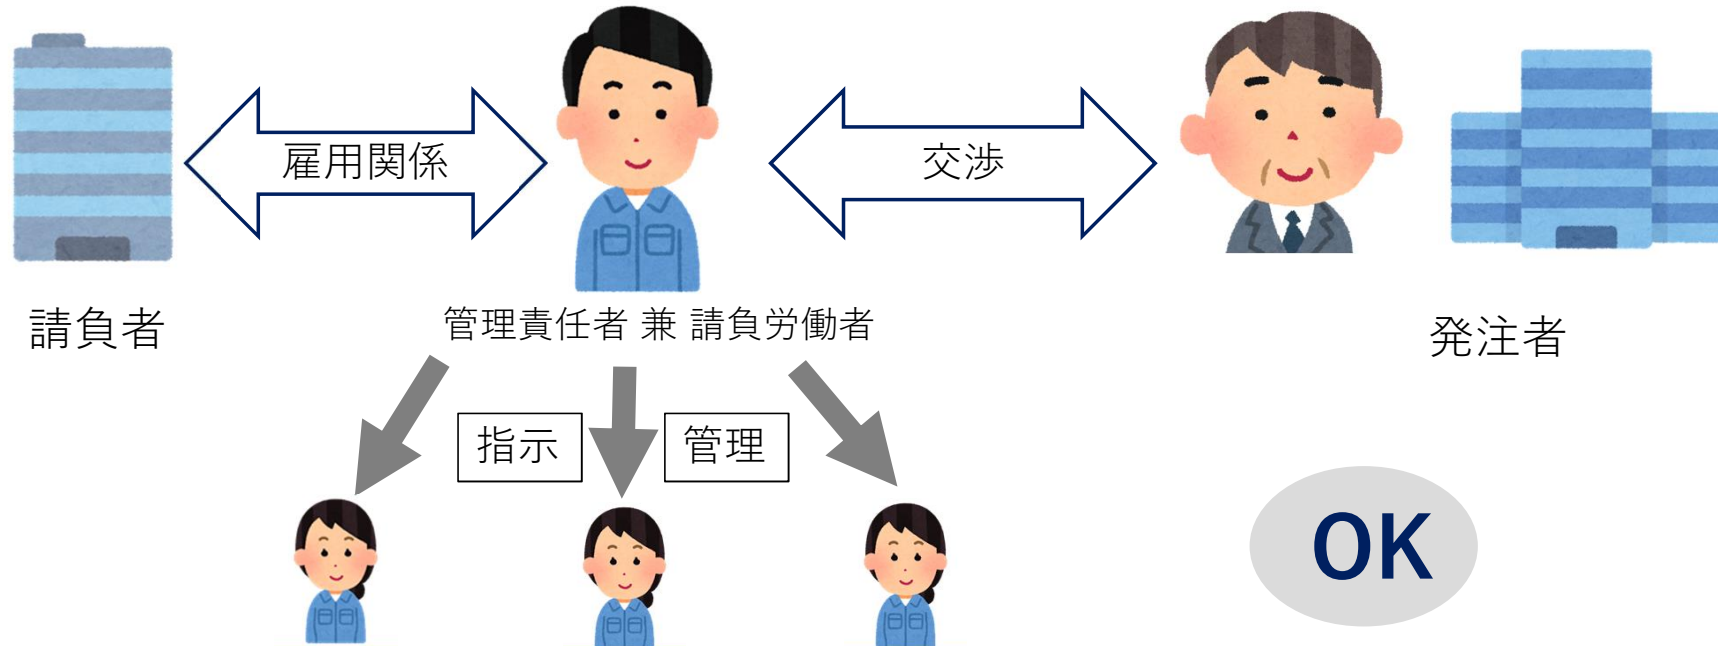 雇用関係
交渉
請負者
管理責任者 兼 請負労働者
発注者
指示
管理
OK